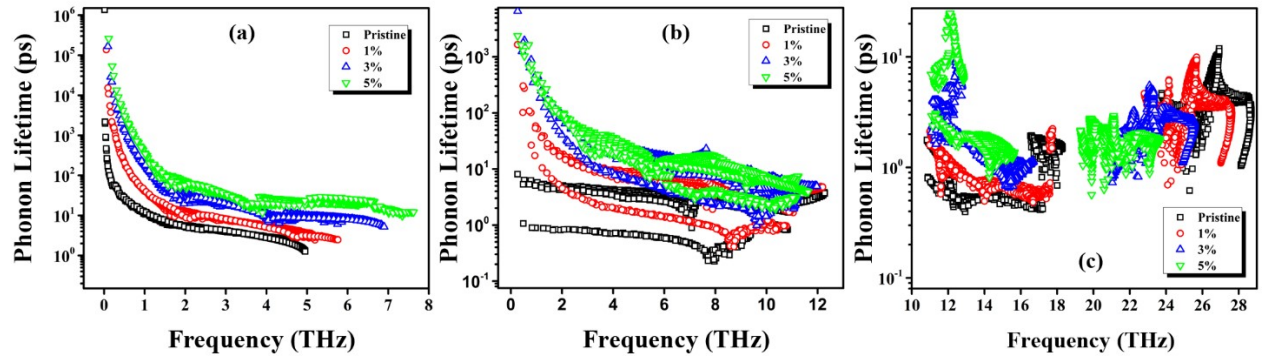 (a)
Pristine
1%
3%
5%
Phonon Lifetime (ps)
10^6
10^5
10^4
10^3
10^2
10^1
10^0
0 1 2 3 4 5 6 7 8
Frequency (THz)
(b)
Pristine
1%
3%
5%
Phonon Lifetime (ps)
10^3
10^2
10^1
10^0
10^-1
0 2 4 6 8 10 12
Frequency (THz)
(c)
Pristine
1%
3%
5%
Phonon Lifetime (ps)
10^1
10^0
10^-1
10 12 14 16 18 20 22 24 26 28
Frequency (THz)